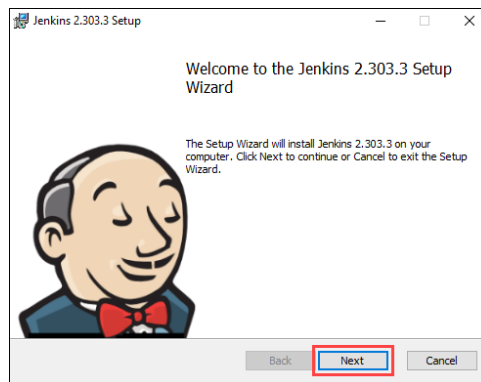 Jenkins 2.303.3 Setup
Welcome to the Jenkins 2.303.3 Setup
Wizard
The Setup Wizard will install Jenkins 2.303.3 on your
computer. Click Next to continue or Cancel to exit the Setup
Wizard.
Back Next Cancel